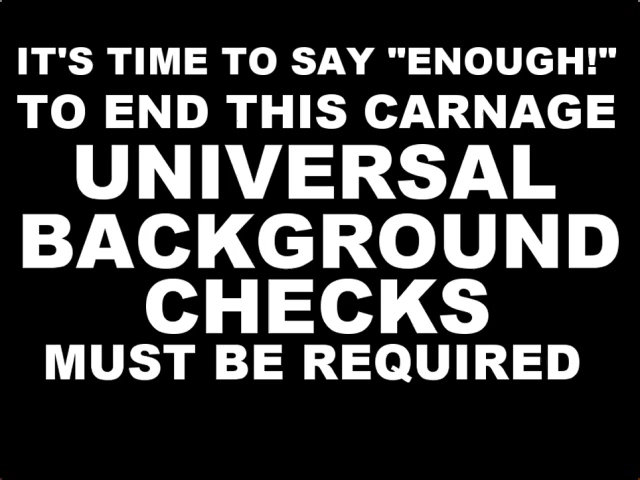 IT'S TIME TO SAY "ENOUGH!"
TO END THIS CARNAGE
UNIVERSAL
BACKGROUND
CHECKS
MUST BE REQUIRED